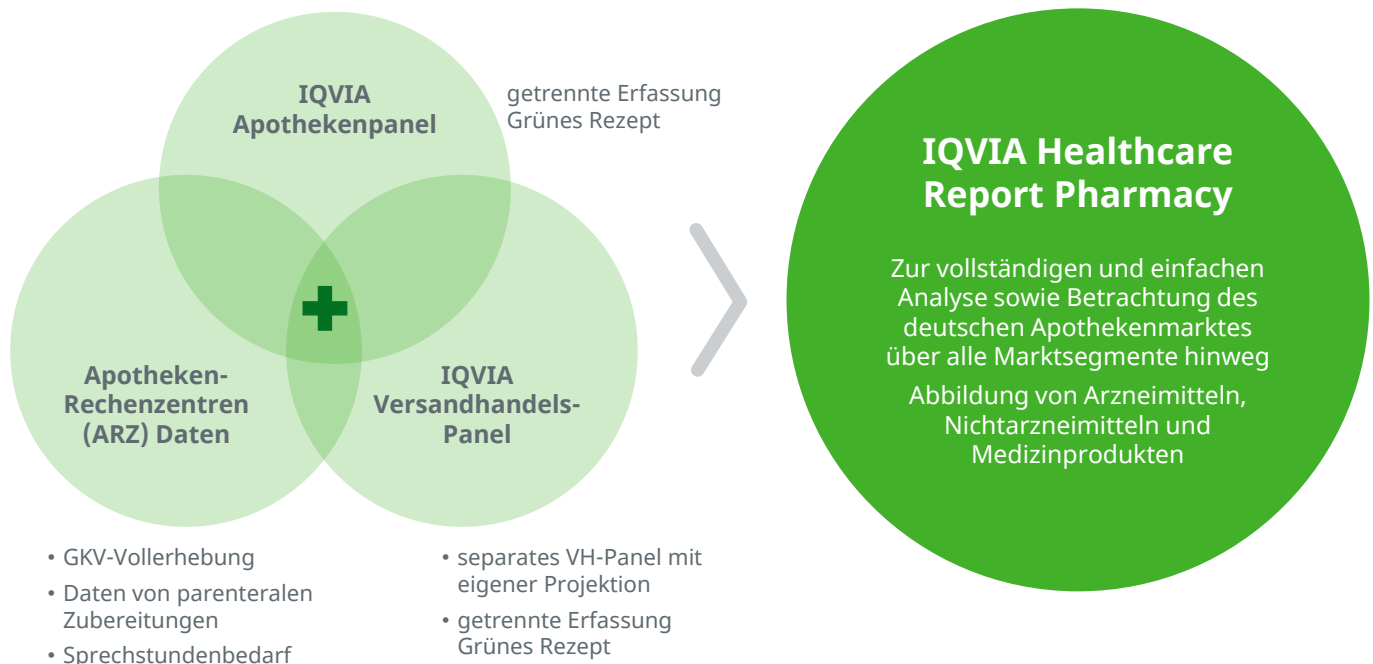 IQVIA
Apothekenpanel
getrennte Erfassung
Grünes Rezept
Apotheken-
Rechenzentren
(ARZ) Daten
IQVIA
Versandhandels-
Panel
• GKV-Vollerhebung
• Daten von parenteralen
Zubereitungen
• Sprechstundenbedarf
• separates VH-Panel mit
eigener Projektion
• getrennte Erfassung
Grünes Rezept
IQVIA Healthcare
Report Pharmacy
Zur vollständigen und einfachen
Analyse sowie Betrachtung des
deutschen Apothekenmarktes
über alle Marktsegmente hinweg
Abbildung von Arzneimitteln,
Nichtarzneimitteln und
Medizinprodukten